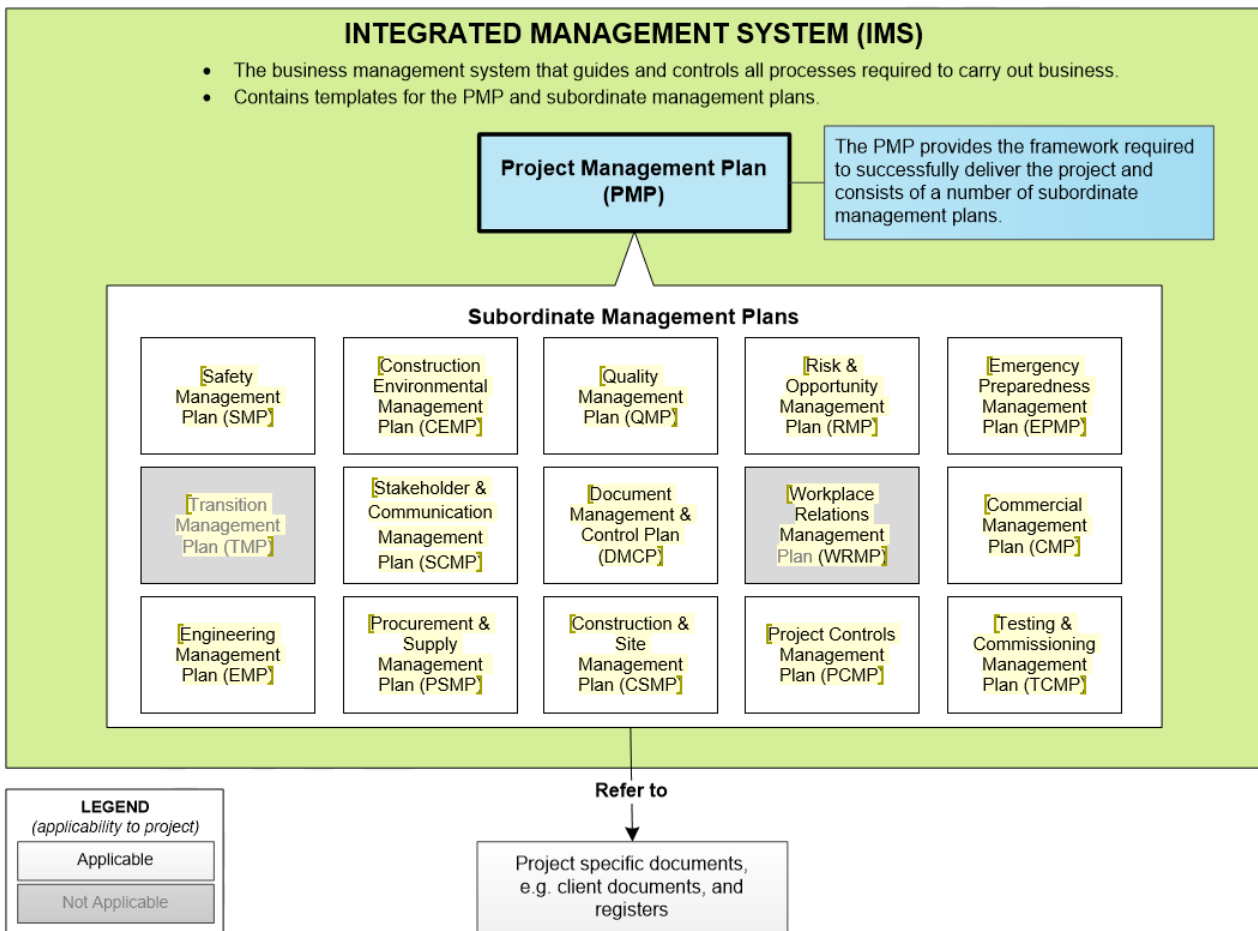 INTEGRATED MANAGEMENT SYSTEM (IMS)
• The business management system that guides and controls all processes required to carry out business.
• Contains templates for the PMP and subordinate management plans.
Project Management Plan
(PMP)
The PMP provides the framework required
to successfully deliver the project and
consists of a number of subordinate
management plans.
Subordinate Management Plans
[Safety
Management
Plan (SMP)]
[Construction
Environmental
Management
Plan (CEMP)]
[Quality
Management
Plan (QMP)]
[Risk &
Opportunity
Management
Plan (RMP)]
[Emergency
Preparedness
Management
Plan (EPMP)]
[Transition
Management
Plan (TMP)]
[Stakeholder &
Communication
Management
Plan (SCMP)]
[Document
Management &
Control Plan
(DMCP)]
[Workplace
Relations
Management
Plan (WRMP)]
[Commercial
Management
Plan (CMP)]
[Engineering
Management
Plan (EMP)]
[Procurement &
Supply
Management
Plan (PSMP)]
[Construction &
Site
Management
Plan (CSMP)]
[Project Controls
Management
Plan (PCMP)]
[Testing &
Commissioning
Management
Plan (TCMP)]
Refer to
LEGEND
(applicability to project)
Applicable
Not Applicable
Project specific documents,
e.g. client documents, and
registers